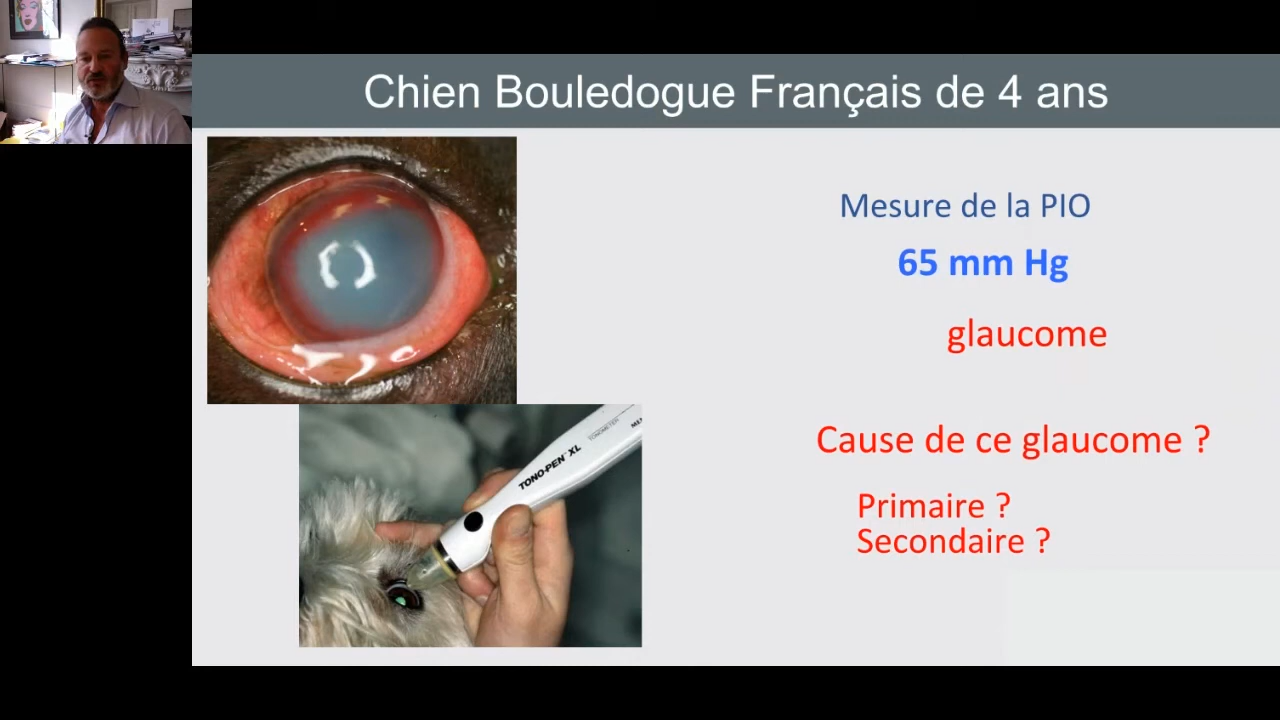 Chien Bouledogue Français de 4 ans
Mesure de la PIO
65 mm Hg
glaucome
Cause de ce glaucome ?
Primaire ?
Secondaire ?
TONO-PEN XL